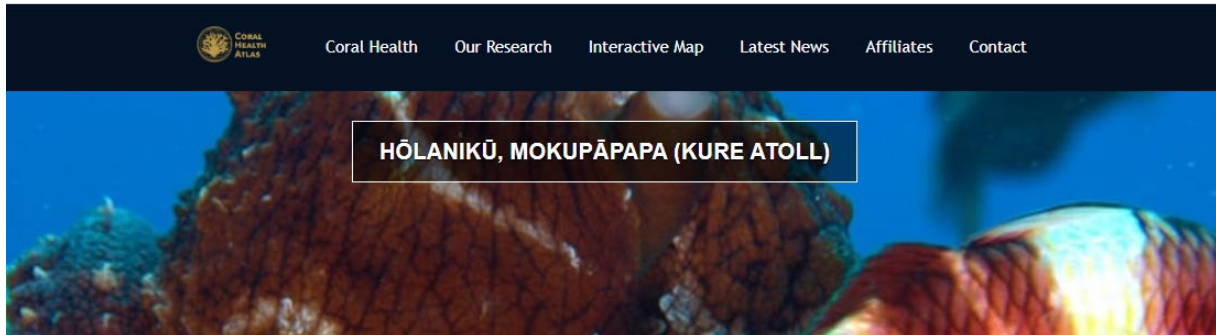 CORAL
HEALTH
ATLAS
Coral Health Our Research Interactive Map Latest News Affiliates Contact
HŌLANIKŪ, MOKUPĀPAPA (KURE ATOLL)